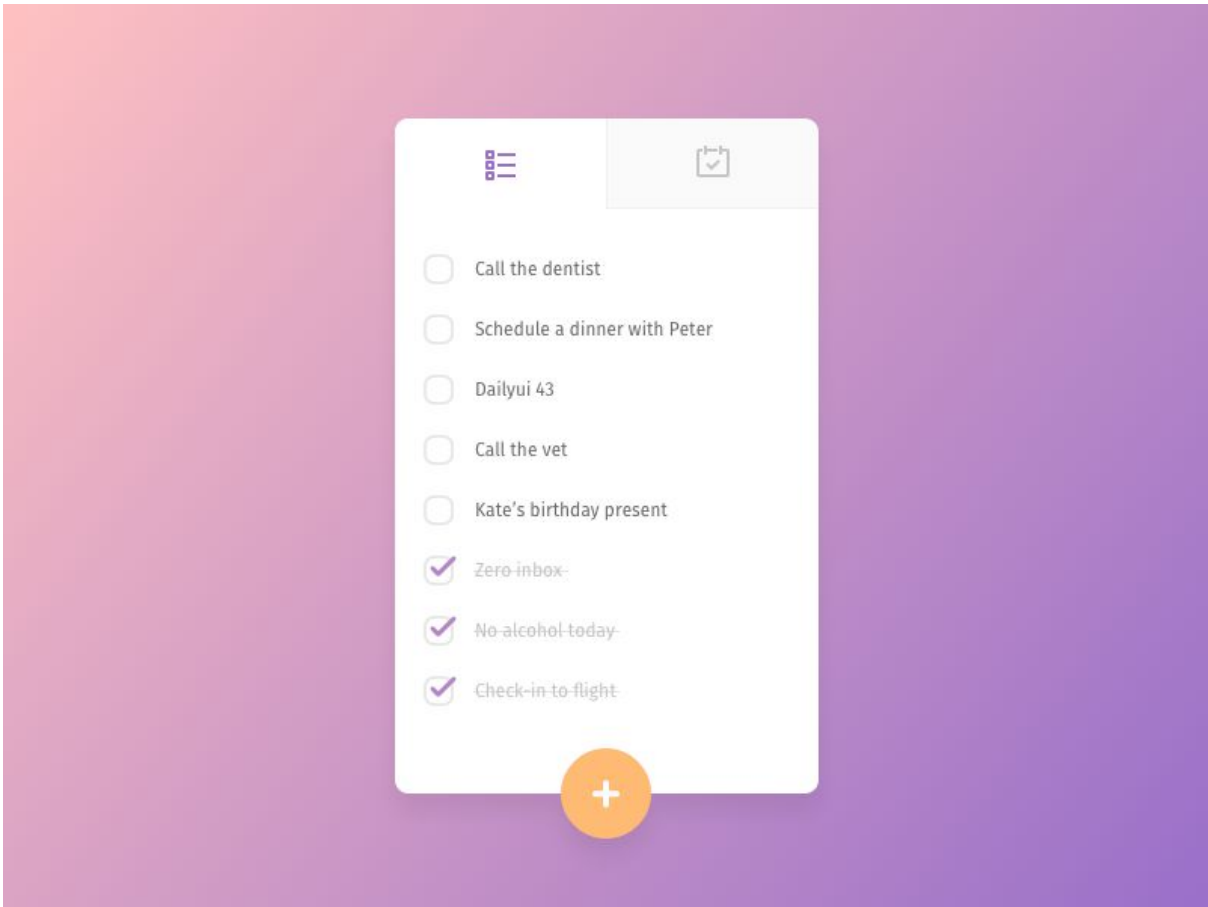 Call the dentist
Schedule a dinner with Peter
Dailyui 43
Call the vet
Kate’s birthday present
Zero inbox
No alcohol today
Check-in to flight